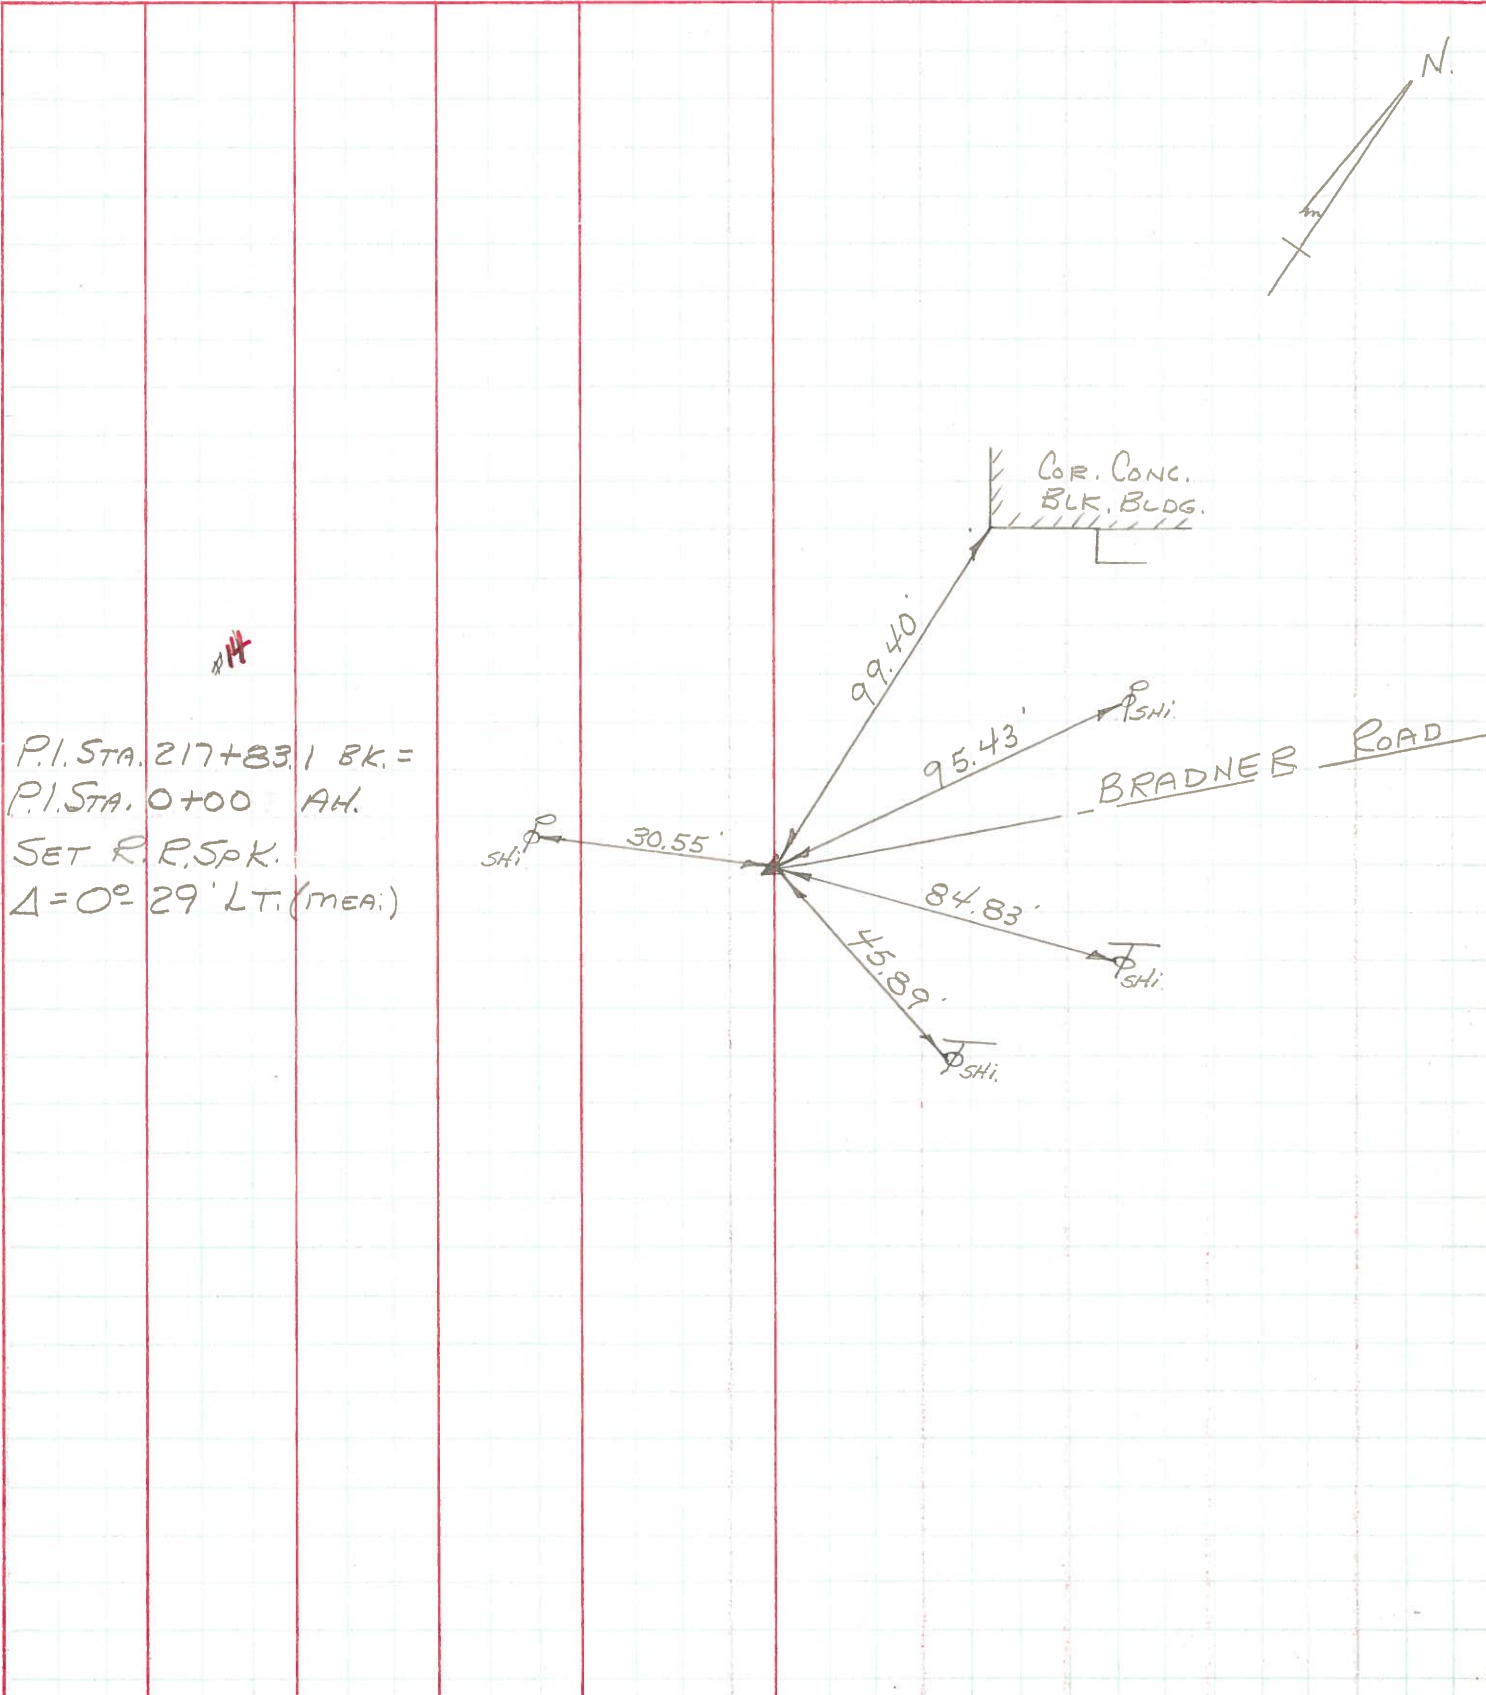 N.
COR. CONC.
BLK. BLDG.
99.40'
#14
SHi.
95.43'
BRADNER ROAD
P.I. STA. 217+83.1 BK. =
P.I. STA. 0+00 AH.
SET R.R. SPK.
Δ = 0º 29' LT. (MEA.)
SHi.
30.55'
84.83'
SHi.
45.89'
SHi.